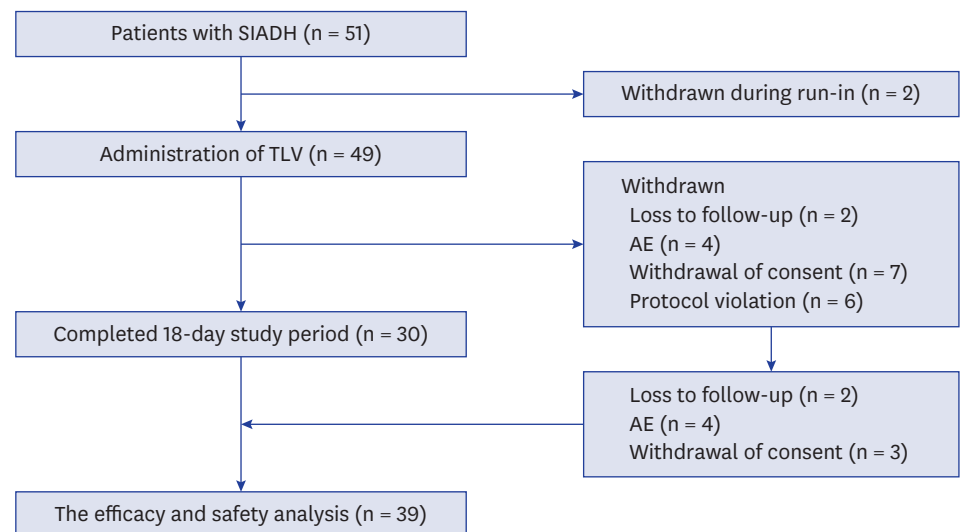 Patients with SIADH (n = 51)
Withdrawn during run-in (n = 2)
Administration of TLV (n = 49)
Withdrawn
Loss to follow-up (n = 2)
AE (n = 4)
Withdrawal of consent (n = 7)
Protocol violation (n = 6)
Completed 18-day study period (n = 30)
Loss to follow-up (n = 2)
AE (n = 4)
Withdrawal of consent (n = 3)
The efficacy and safety analysis (n = 39)